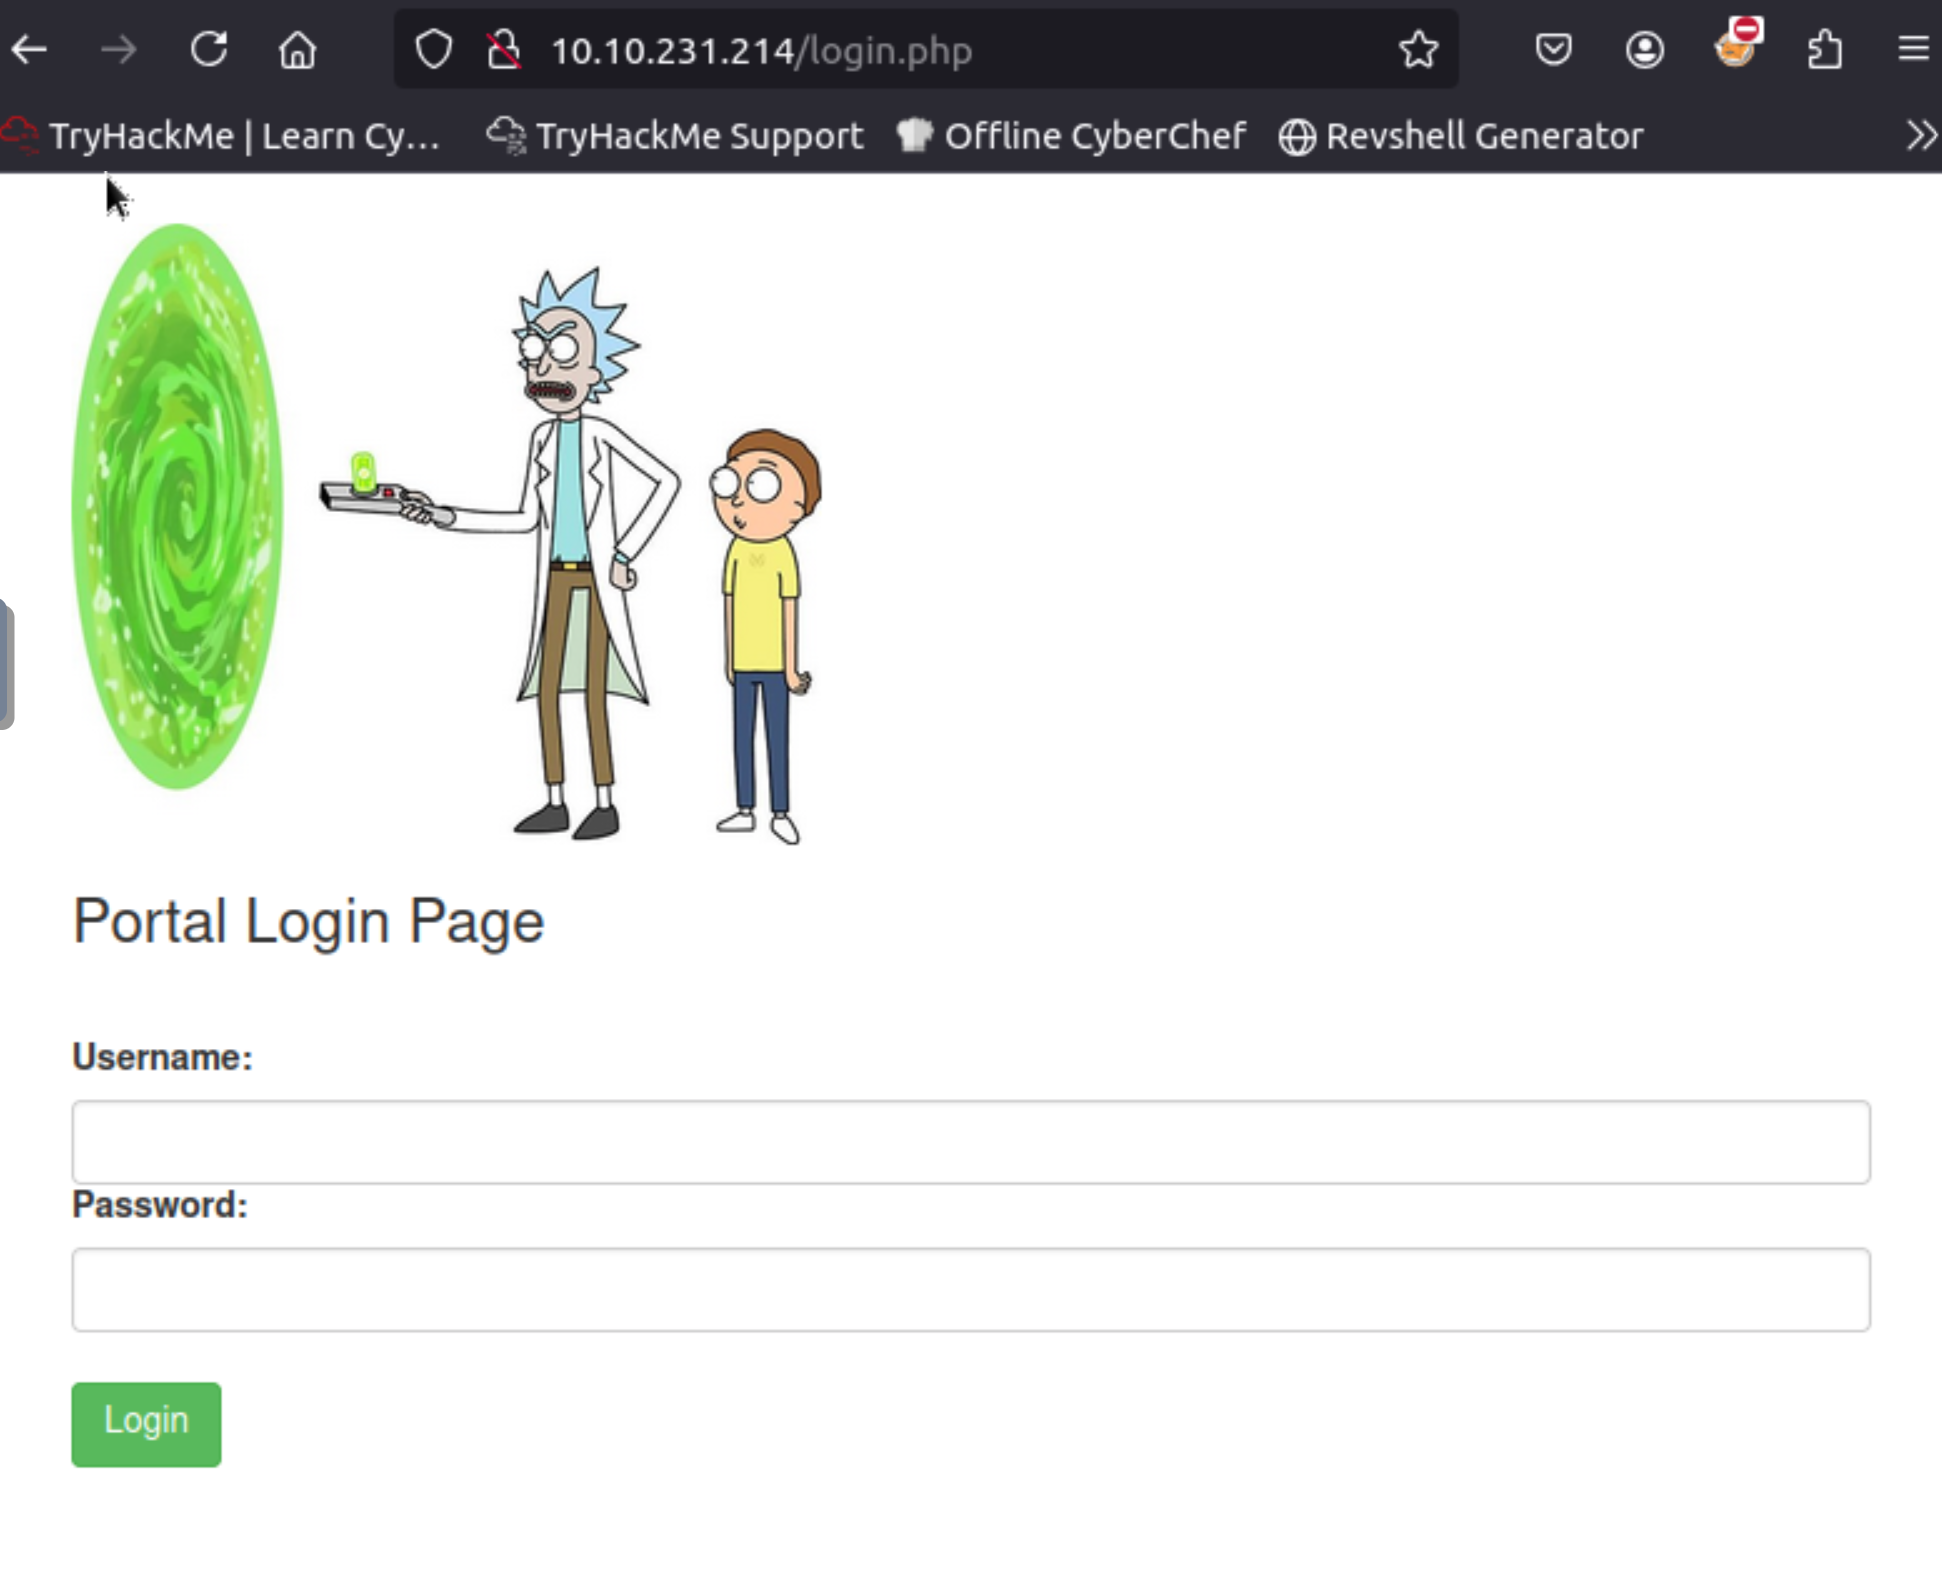 10.10.231.214/login.php
TryHackMe | Learn Cy... TryHackMe Support Offline CyberChef Revshell Generator
Portal Login Page
Username:
Password:
Login